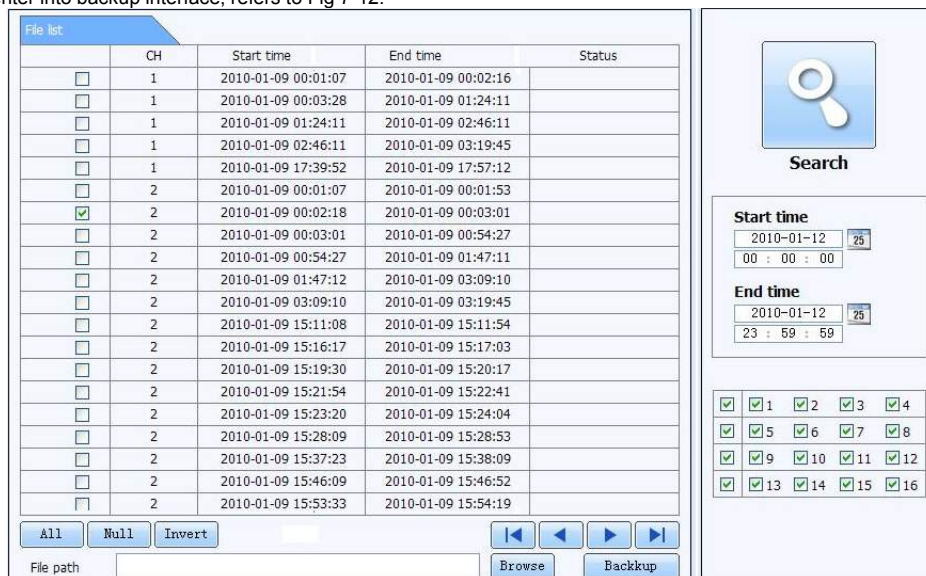 nter into backup interface, refers to Fig 7-12.
File list
CH Start time End time Status
1 2010-01-09 00:01:07 2010-01-09 00:02:16
1 2010-01-09 00:03:28 2010-01-09 01:24:11
1 2010-01-09 01:24:11 2010-01-09 02:46:11
1 2010-01-09 02:46:11 2010-01-09 03:19:45
1 2010-01-09 17:39:52 2010-01-09 17:57:12
2 2010-01-09 00:01:07 2010-01-09 00:01:53
2 2010-01-09 00:02:18 2010-01-09 00:03:01
2 2010-01-09 00:03:01 2010-01-09 00:54:27
2 2010-01-09 00:54:27 2010-01-09 01:47:11
2 2010-01-09 01:47:12 2010-01-09 03:09:10
2 2010-01-09 03:09:10 2010-01-09 03:19:45
2 2010-01-09 15:11:08 2010-01-09 15:11:54
2 2010-01-09 15:16:17 2010-01-09 15:17:03
2 2010-01-09 15:19:30 2010-01-09 15:20:17
2 2010-01-09 15:21:54 2010-01-09 15:22:41
2 2010-01-09 15:23:20 2010-01-09 15:24:04
2 2010-01-09 15:28:09 2010-01-09 15:28:53
2 2010-01-09 15:37:23 2010-01-09 15:38:09
2 2010-01-09 15:46:09 2010-01-09 15:46:52
2 2010-01-09 15:53:33 2010-01-09 15:54:19
All Null Invert
File path Browse Backkup
Search
Start time
2010-01-12 25
00 : 00 : 00
End time
2010-01-12 25
23 : 59 : 59
1 2 3 4
5 6 7 8
9 10 11 12
13 14 15 16